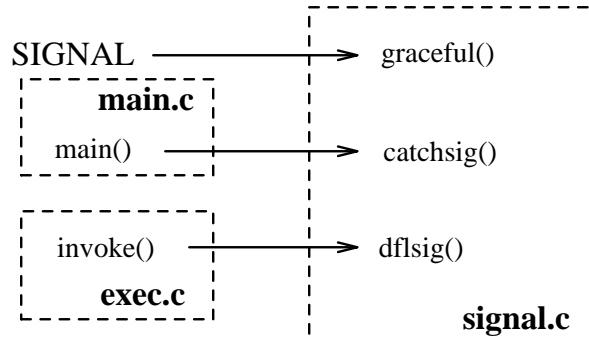 SIGNAL graceful()
main.c
main() catchsig()
invoke() dflsig()
exec.c
signal.c